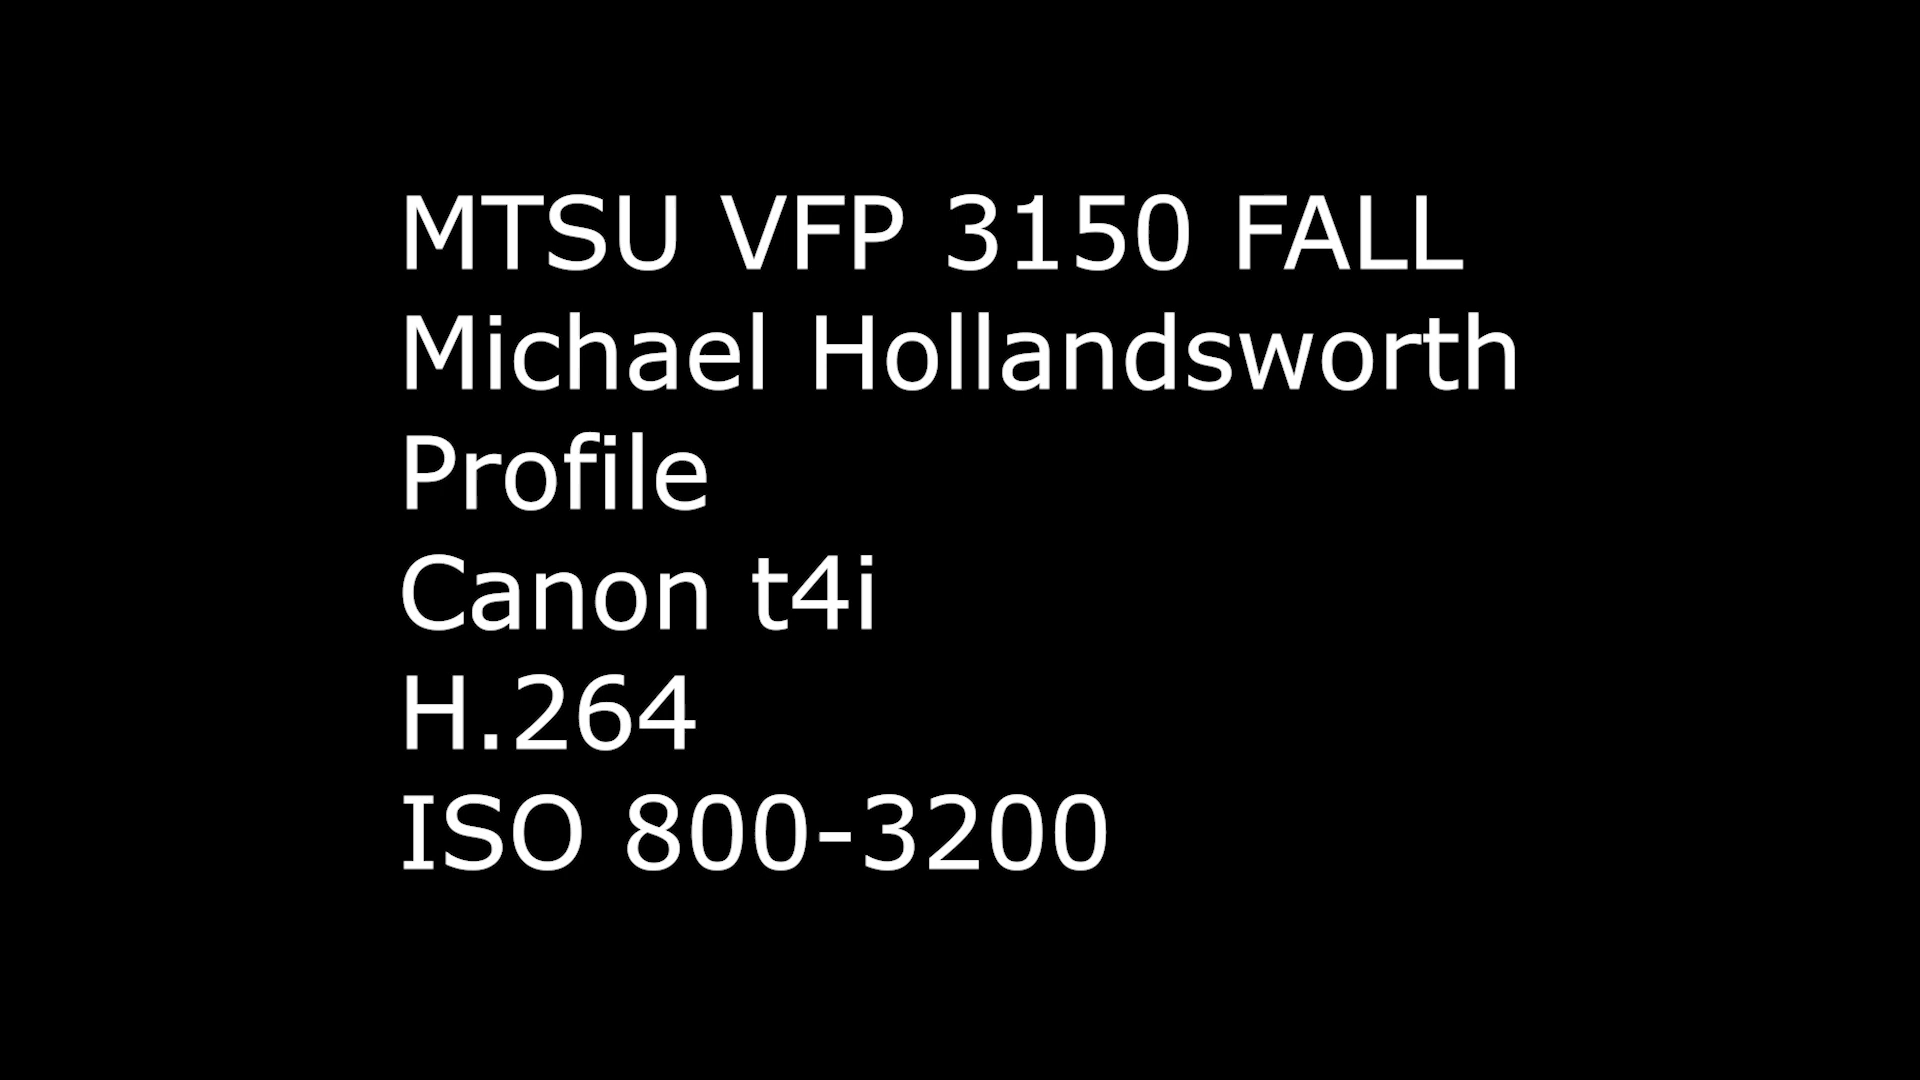 MTSU VFP 3150 FALL
Michael Hollandsworth
Profile
Canon t4i
H.264
ISO 800-3200